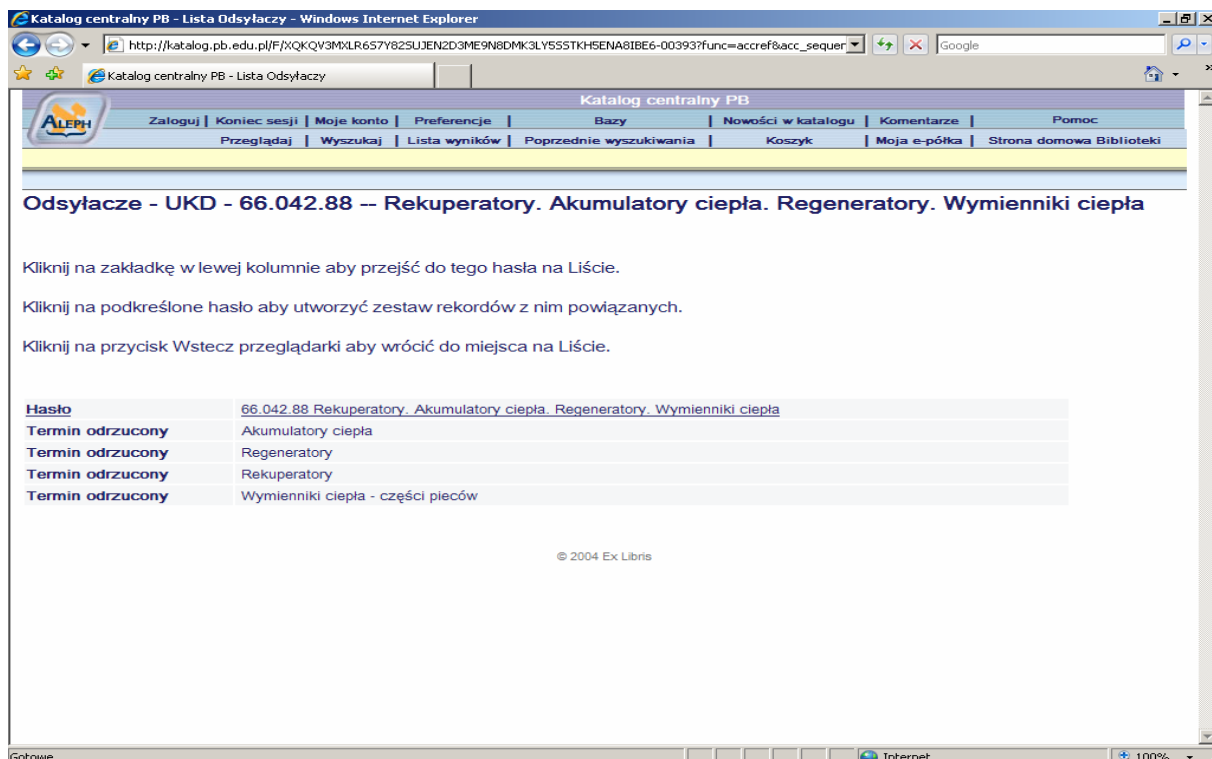 Katalog centralny PB - Lista Odsyłaczy - Windows Internet Explorer
http://katalog.pb.edu.pl/F/XQKQV3MXLR6S7Y82SUJEN2D3ME9N8DMK3LY5SSTKH5ENA8IBE6-00393?func=accref&acc_sequer
Google
Katalog centralny PB - Lista Odsyłaczy
Katalog centralny PB
ALEPH
Zaloguj | Koniec sesji | Moje konto | Preferencje | Bazy | Nowości w katalogu | Komentarze | Pomoc
Przeglądaj | Wyszukaj | Lista wyników | Poprzednie wyszukiwania | Koszyk | Moja e-półka | Strona domowa Biblioteki
Odsyłacze - UKD - 66.042.88 -- Rekuperatory. Akumulatory ciepła. Regeneratory. Wymienniki ciepła
Kliknij na zakładkę w lewej kolumnie aby przejść do tego hasła na Liście.
Kliknij na podkreślone hasło aby utworzyć zestaw rekordów z nim powiązanych.
Kliknij na przycisk Wstecz przeglądarki aby wrócić do miejsca na Liście.
Hasło 66.042.88 Rekuperatory. Akumulatory ciepła. Regeneratory. Wymienniki ciepła
Termin odrzucony Akumulatory ciepła
Termin odrzucony Regeneratory
Termin odrzucony Rekuperatory
Termin odrzucony Wymienniki ciepła - części pieców
© 2004 Ex Libris
Gotowe Internet 100%